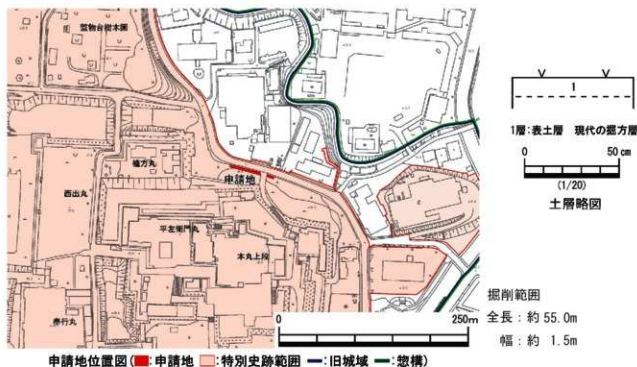 監物台樹木園
櫨方丸
申請地
西出丸
平左衛門丸
本丸上段
奉行丸
0 250m
申請地位置図(■:申請地 □:特別史跡範囲 ━:旧城域 ━:惣構)
1
1層:表土層 現代の掘方層
0 50cm
(1/20)
土層略図
掘削範囲
全長:約 55.0m
幅:約 1.5m